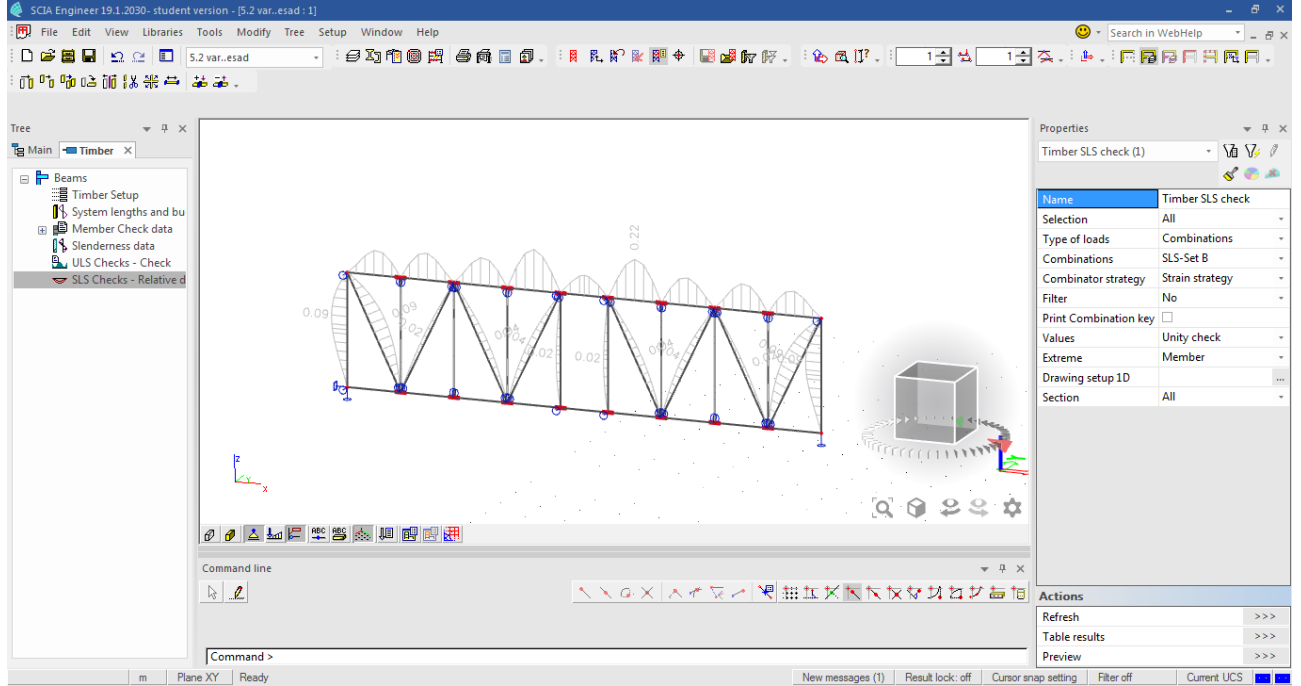 SCIA Engineer 19.1.2030- student version - [5.2 var..esad : 1]
File Edit View Libraries Tools Modify Tree Setup Window Help
Search in WebHelp
5.2 var..esad
1
1
Tree
Main
Timber
Beams
Timber Setup
System lengths and bu
Member Check data
Slenderness data
ULS Checks - Check
SLS Checks - Relative d
0.22
0.09
0.09
0.02
0.02
0.02
z
Y
x
ABC
ABC
Command line
Command >
Properties
Timber SLS check (1)
Name Timber SLS check
Selection All
Type of loads Combinations
Combinations SLS-Set B
Combinator strategy Strain strategy
Filter No
Print Combination key
Values Unity check
Extreme Member
Drawing setup 1D ...
Section All
Actions
Refresh >>>
Table results >>>
Preview >>>
m Plane XY Ready New messages (1) Result lock: off Cursor snap setting Filter off Current UCS